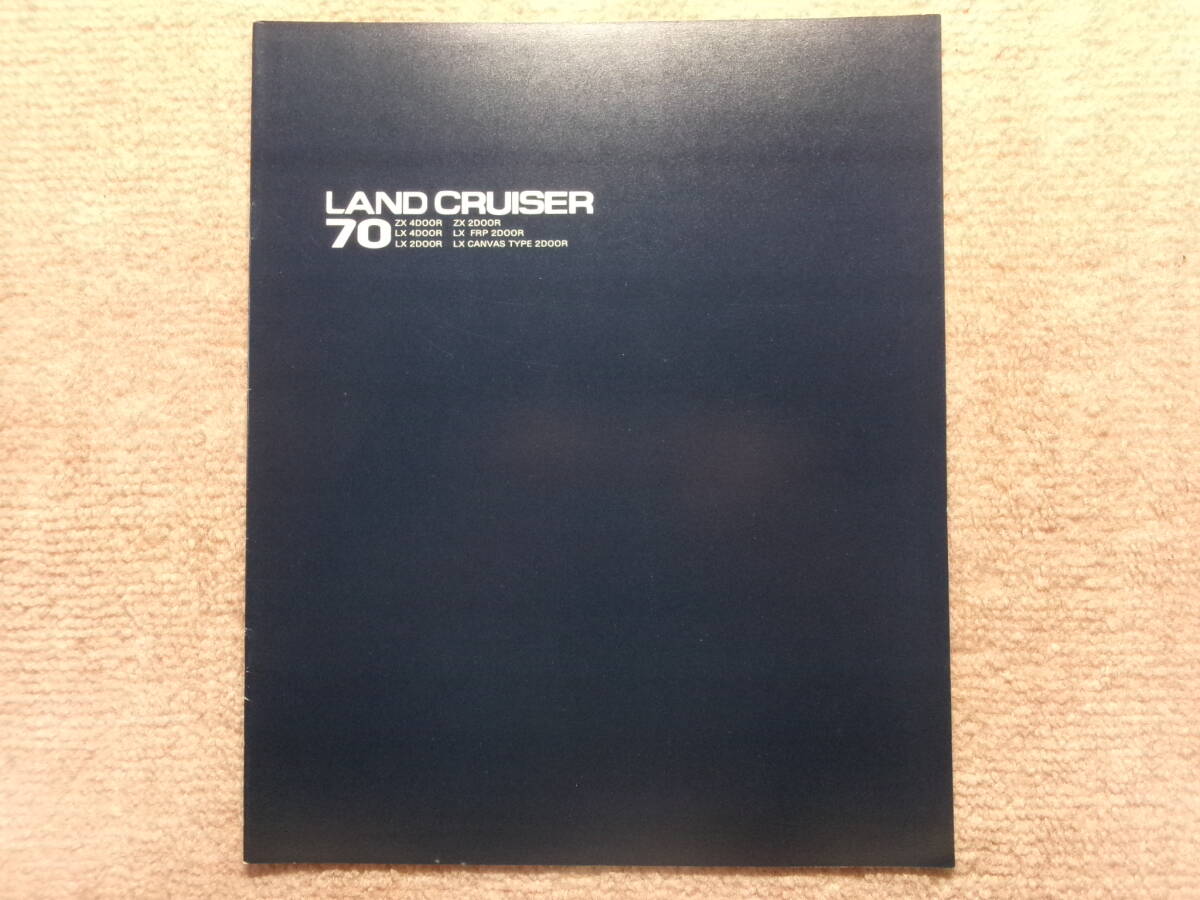 LAND CRUISER
70
ZX 4DOOR ZX 2DOOR
LX 4DOOR LX FRP 2DOOR
LX 2DOOR LX CANVAS TYPE 2DOOR